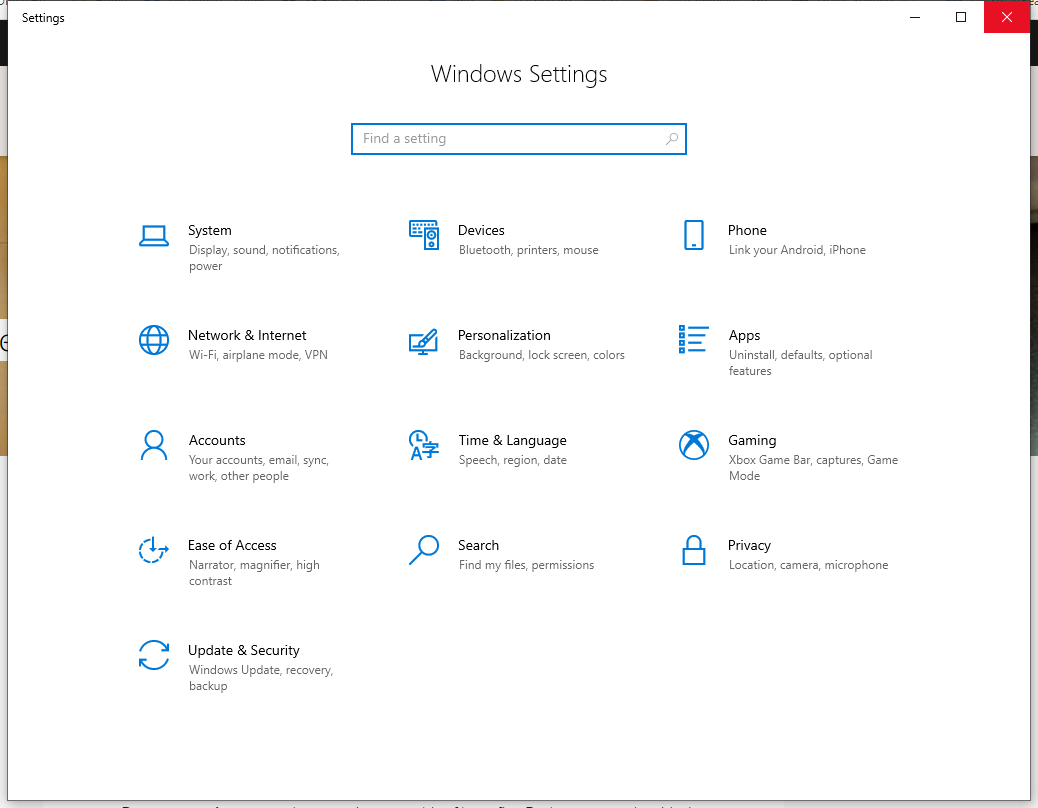 Settings
Windows Settings
Find a setting
System
Display, sound, notifications,
power
Devices
Bluetooth, printers, mouse
Phone
Link your Android, iPhone
Network & Internet
Wi-Fi, airplane mode, VPN
Personalization
Background, lock screen, colors
Apps
Uninstall, defaults, optional
features
Accounts
Your accounts, email, sync,
work, other people
Time & Language
Speech, region, date
Gaming
Xbox Game Bar, captures, Game
Mode
Ease of Access
Narrator, magnifier, high
contrast
Search
Find my files, permissions
Privacy
Location, camera, microphone
Update & Security
Windows Update, recovery,
backup